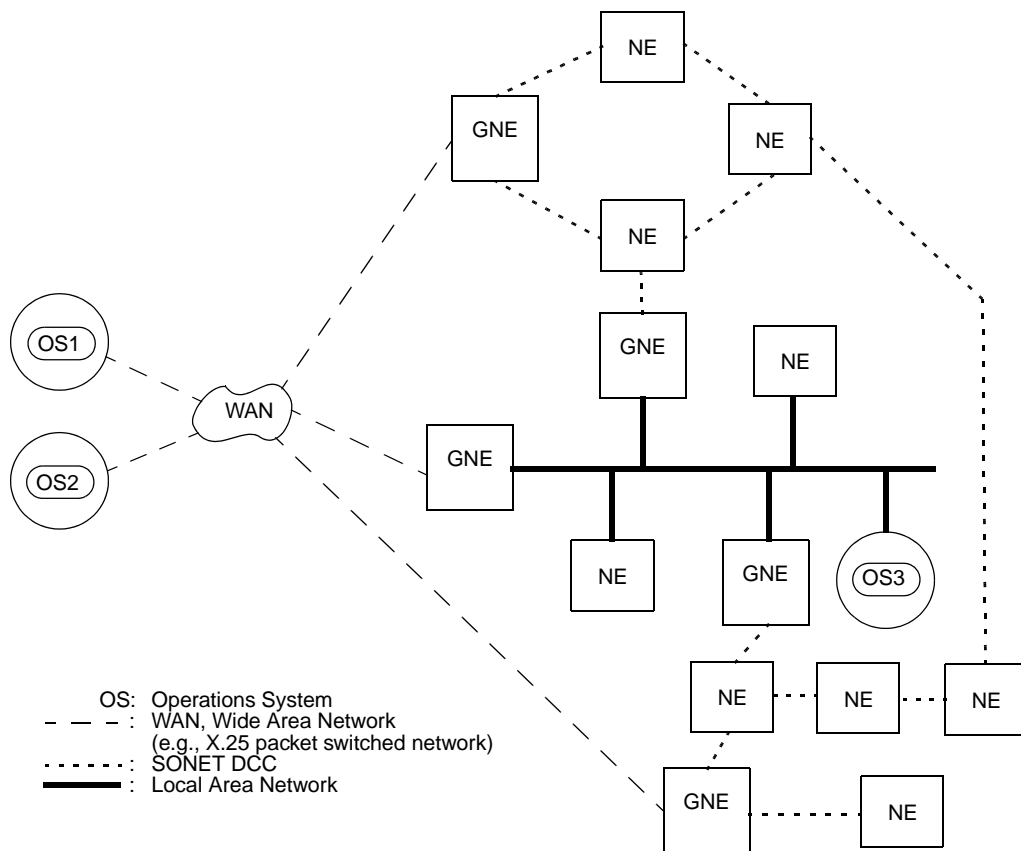 NE
GNE
NE
NE
OS1
GNE
NE
WAN
OS2
GNE
NE
GNE
OS3
NE
NE
NE
GNE
NE
OS: Operations System
: WAN, Wide Area Network
(e.g., X.25 packet switched network)
: SONET DCC
: Local Area Network